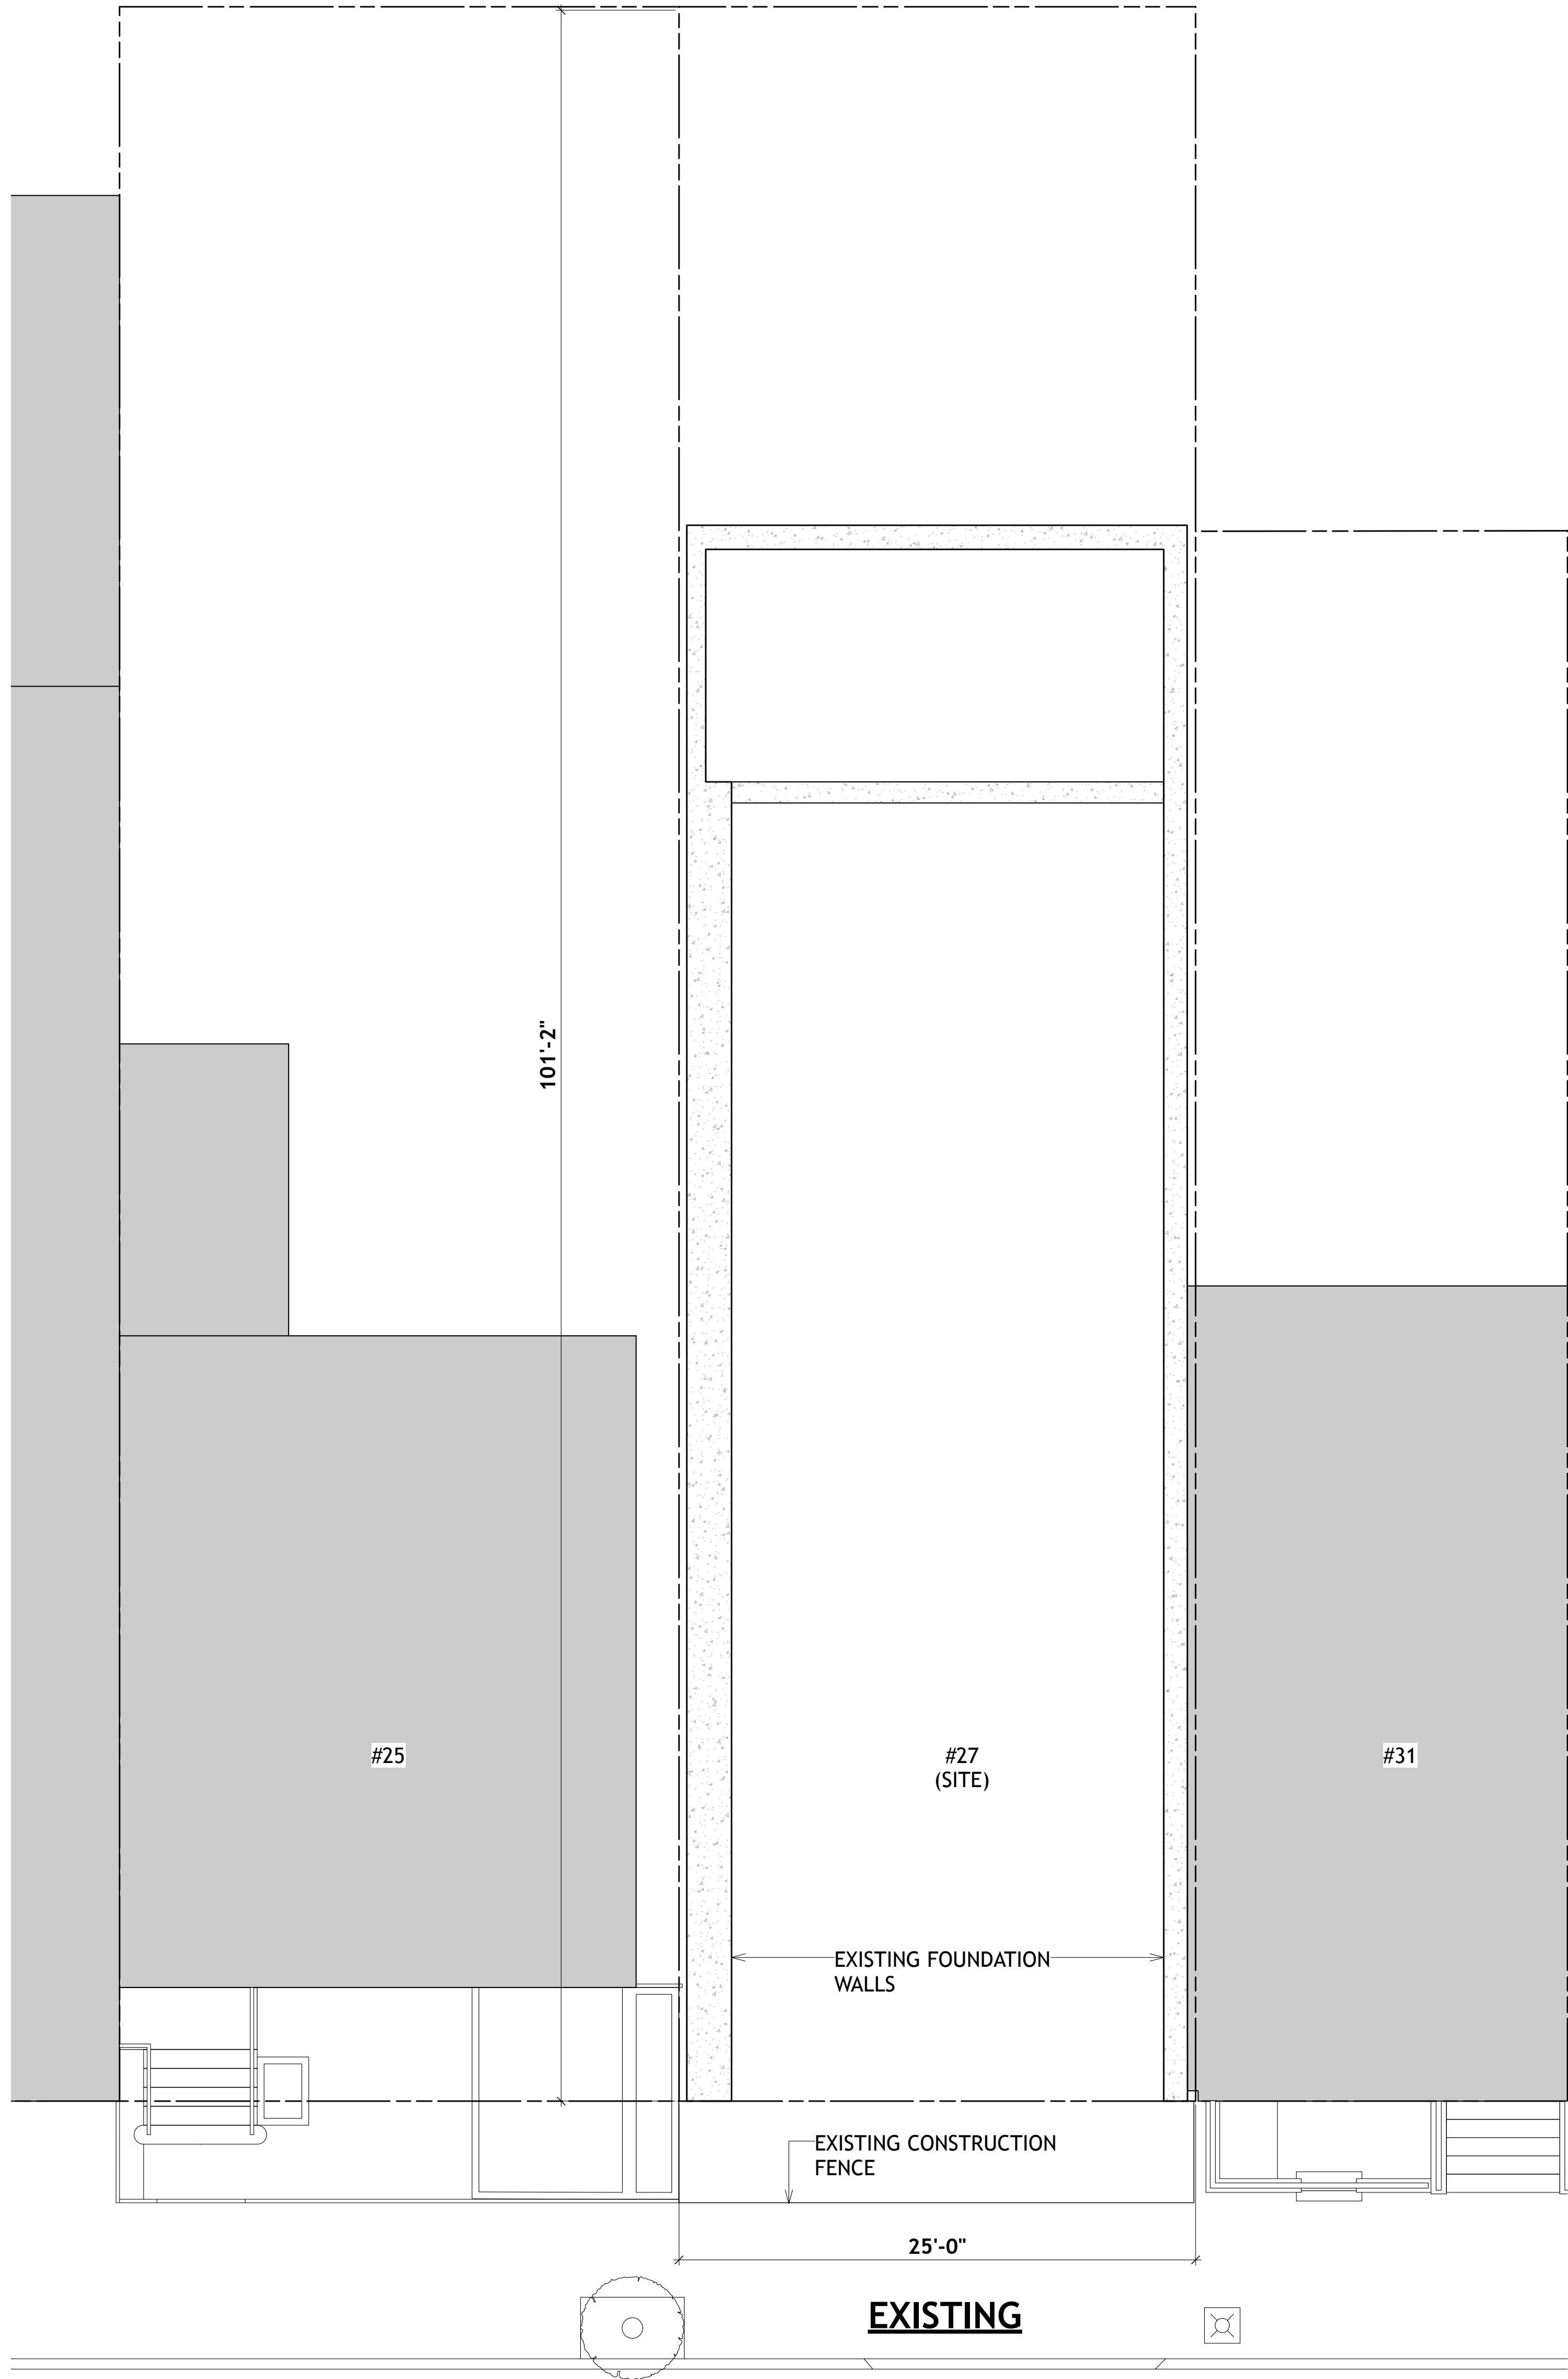 101'-2"
#25
#27
(SITE)
#31
EXISTING FOUNDATION
WALLS
EXISTING CONSTRUCTION
FENCE
25'-0"
EXISTING